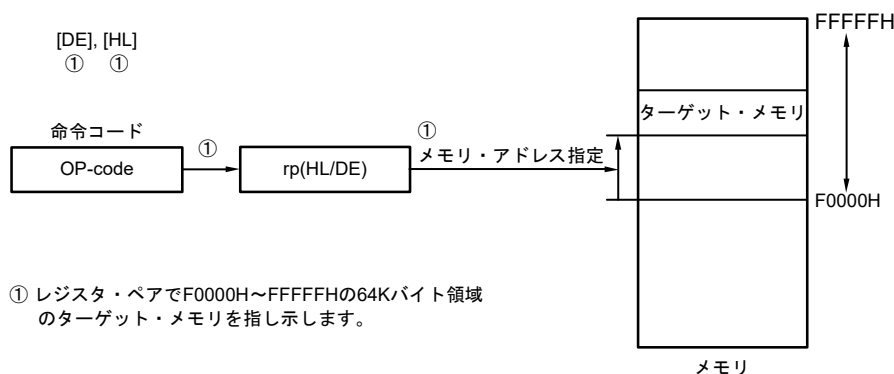 [DE], [HL]
① ①
命令コード
OP-code
①
rp(HL/DE)
①
メモリ・アドレス指定
FFFFFH
ターゲット・メモリ
F0000H
メモリ
① レジスタ・ペアでF0000H～FFFFFHの64Kバイト領域
のターゲット・メモリを指し示します。